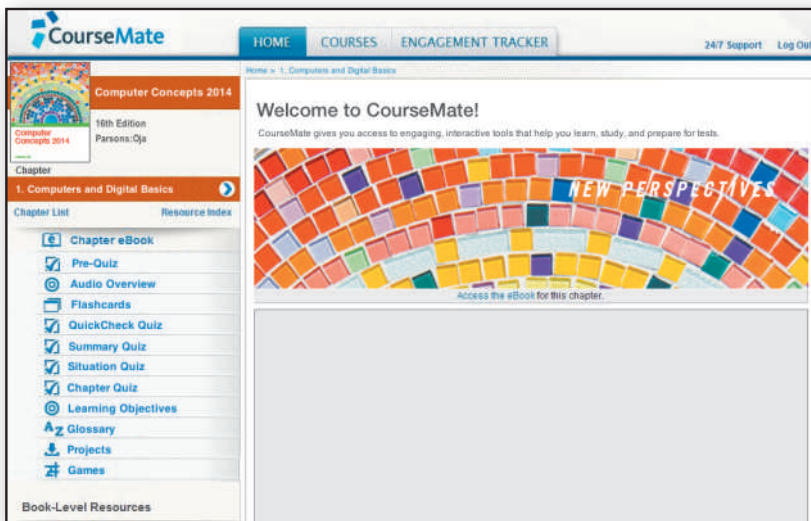 CourseMate
HOME COURSES ENGAGEMENT TRACKER
24/7 Support Log Out
Computer Concepts 2014
16th Edition
Parsons:Oja
Computer
Concepts 2014
Chapter
1. Computers and Digital Basics
Chapter List Resource Index
Chapter eBook
Pre-Quiz
Audio Overview
Flashcards
QuickCheck Quiz
Summary Quiz
Situation Quiz
Chapter Quiz
Learning Objectives
AZ Glossary
Projects
Games
Book-Level Resources
Home » 1. Computers and Digital Basics
Welcome to CourseMate!
CourseMate gives you access to engaging, interactive tools that help you learn, study, and prepare for tests.
NEW PERSPECTIVES
Access the eBook for this chapter.